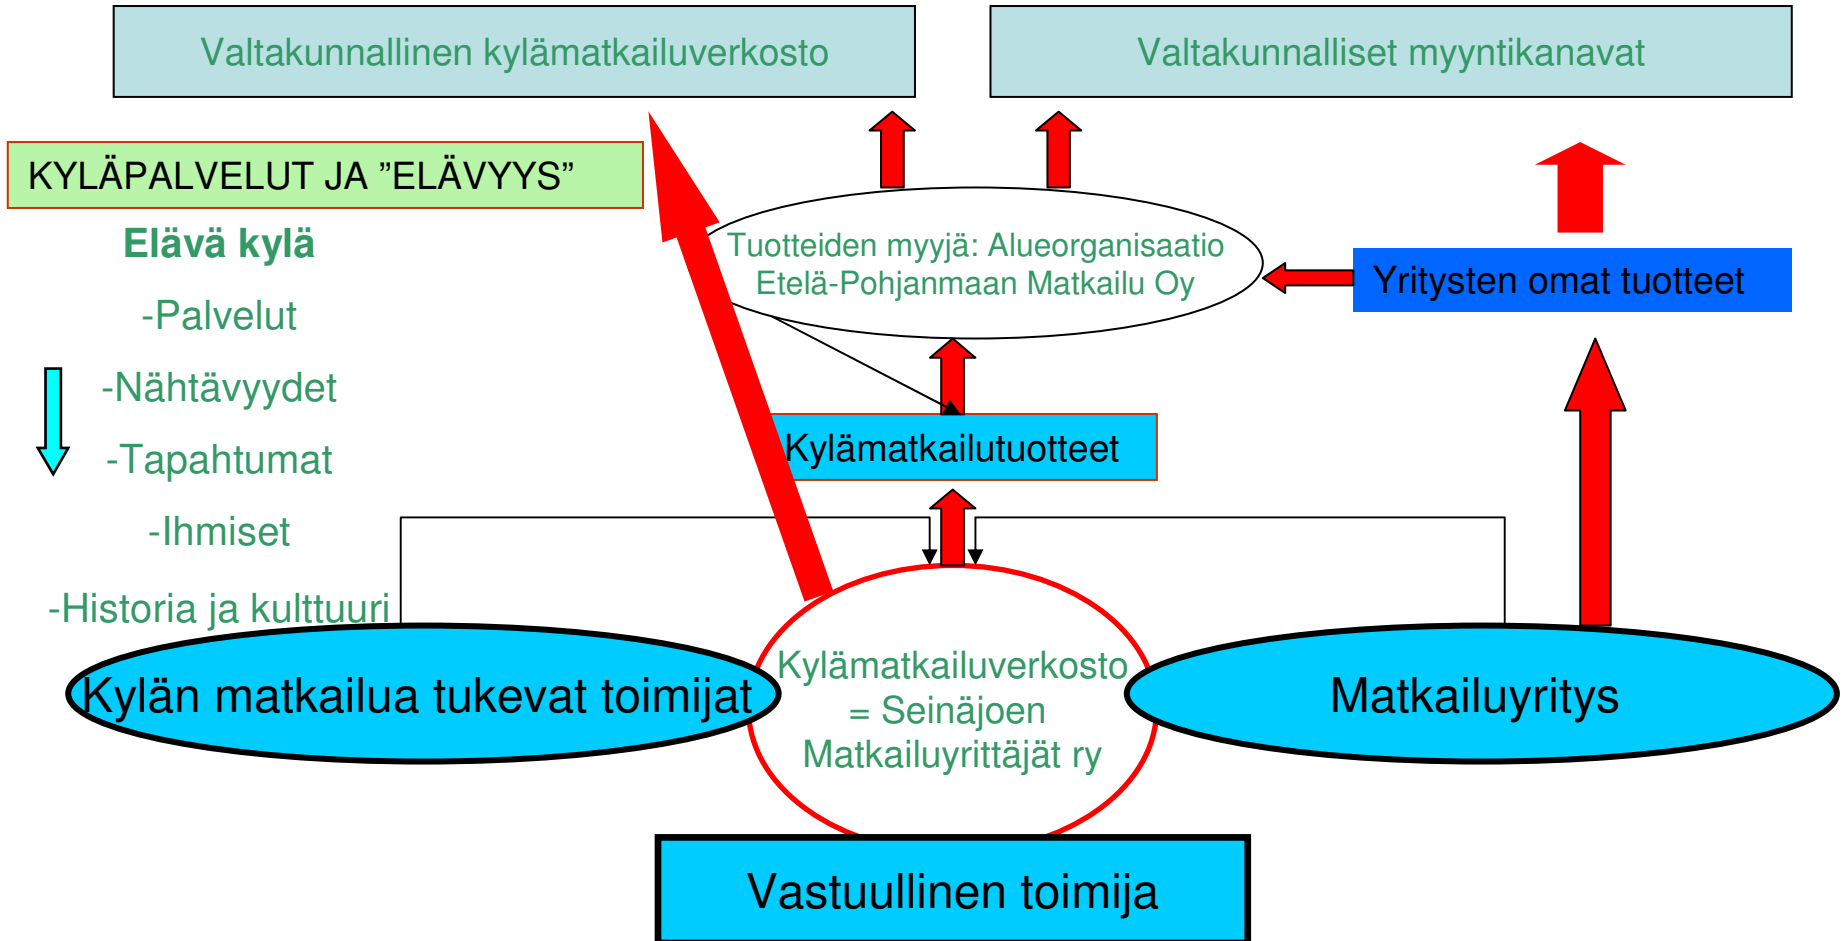 Valtakunnallinen kylämatkailuverkosto
Valtakunnalliset myyntikanavat
KYLÄPALVELUT JA ”ELÄVYYS”
Elävä kylä
-Palvelut
-Nähtävyydet
-Tapahtumat
-Ihmiset
-Historia ja kulttuuri
Tuotteiden myyjä: Alueorganisaatio
Etelä-Pohjanmaan Matkailu Oy
Yritysten omat tuotteet
Kylämatkailutuotteet
Kylän matkailua tukevat toimijat
Kylämatkailuverkosto
= Seinäjoen
Matkailuyrittäjät ry
Matkailuyritys
Vastuullinen toimija